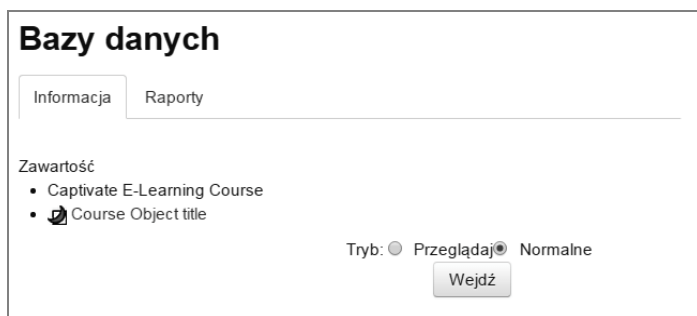 Bazy danych
Informacja Raporty
Zawartość
Captivate E-Learning Course
Course Object title
Tryb: Przeglądaj Normalne
Wejdź